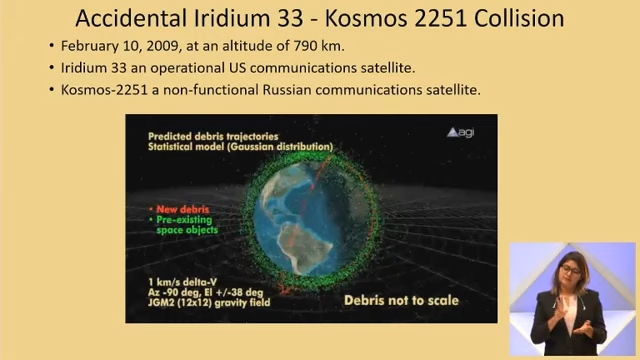 Accidental Iridium 33 - Kosmos 2251 Collision
• February 10, 2009, at an altitude of 790 km.
• Iridium 33 an operational US communications satellite.
• Kosmos-2251 a non-functional Russian communications satellite.
Predicted debris trajectories
Statistical model (Gaussian distribution)
agi
• New debris
• Pre-existing
space objects
1 km/s delta-V
Az -90 deg, El +/-38 deg
JGM2 (12x12) gravity field
Debris not to scale